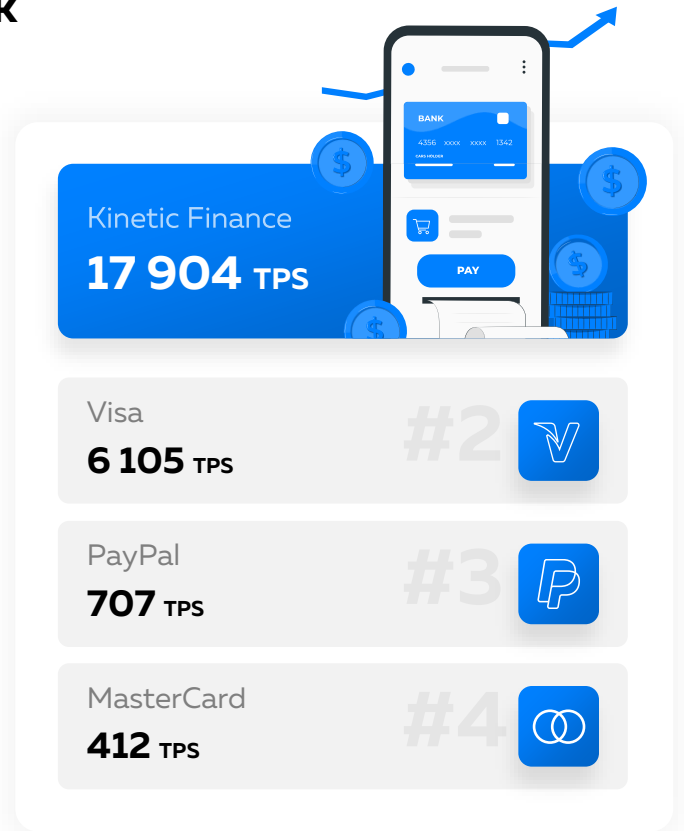 K
BANK
4356 xxxx xxxx 1342
CARD HOLDER
Kinetic Finance
17 904 TPS
PAY
Visa
6 105 TPS
#2
PayPal
707 TPS
#3
MasterCard
412 TPS
#4